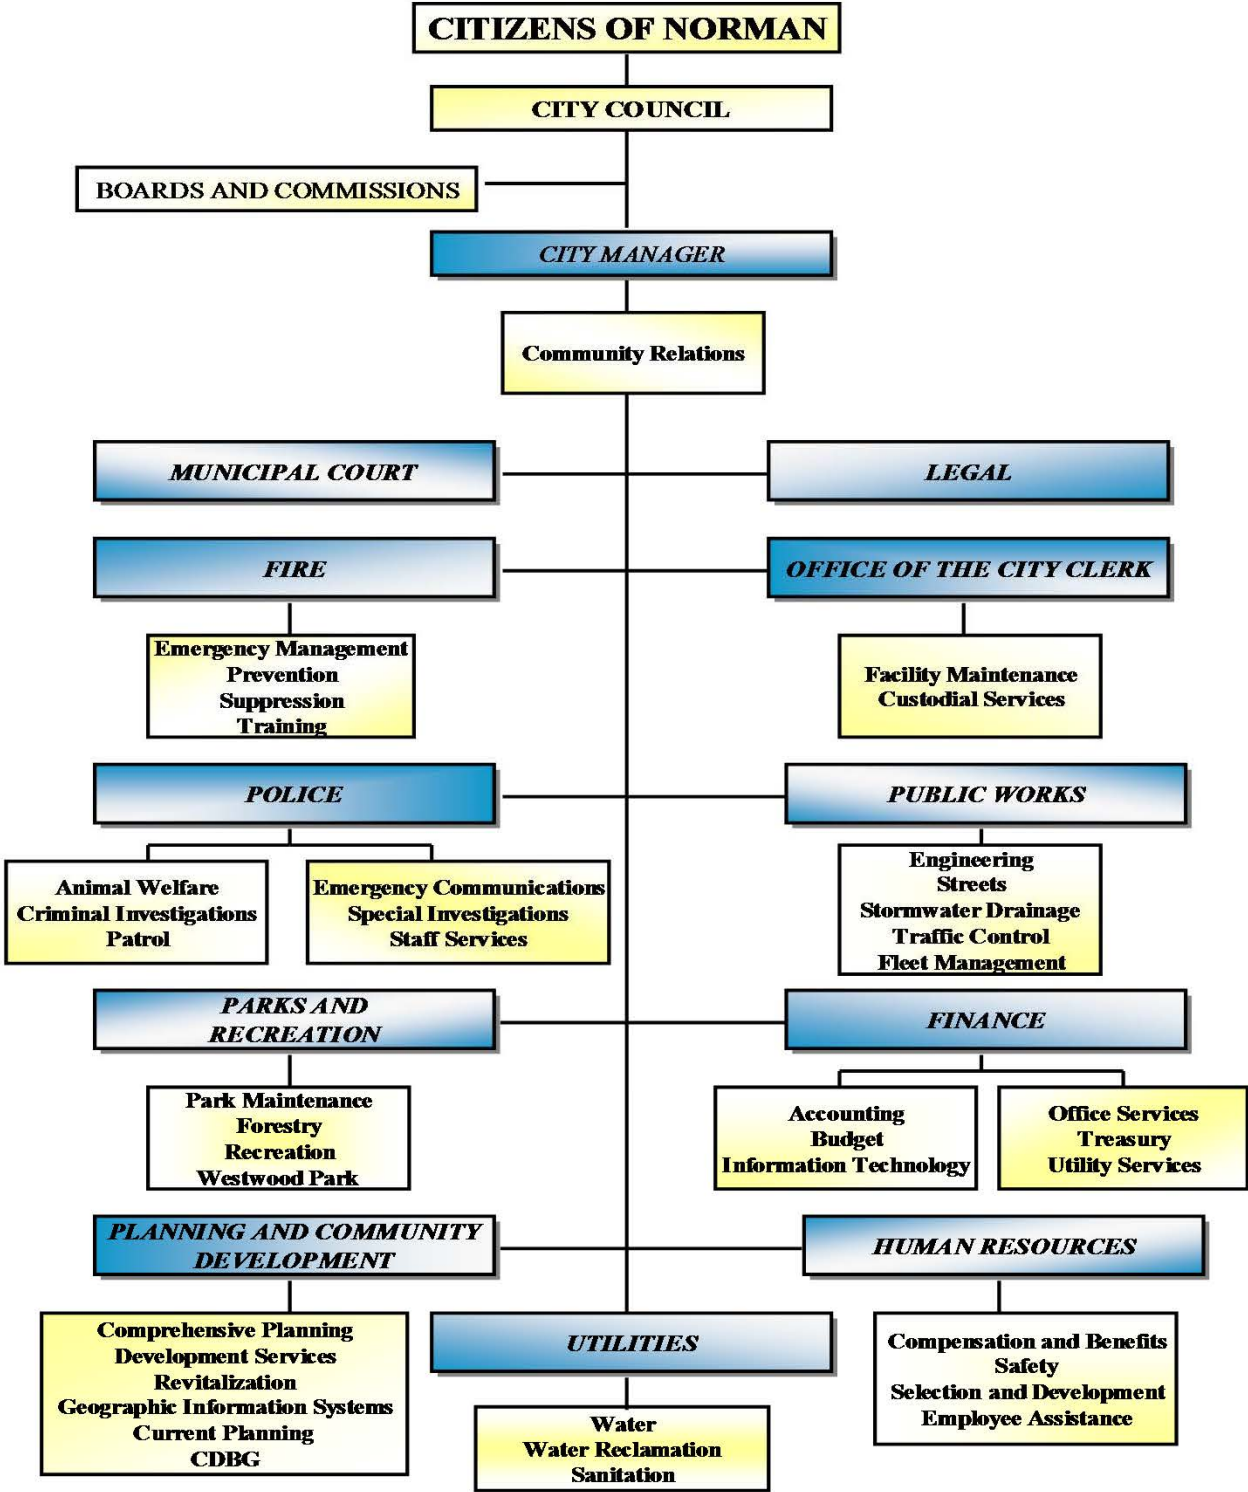 CITIZENS OF NORMAN
CITY COUNCIL
BOARDS AND COMMISSIONS
CITY MANAGER
Community Relations
MUNICIPAL COURT
LEGAL
FIRE
OFFICE OF THE CITY CLERK
Emergency Management
Prevention
Suppression
Training
Facility Maintenance
Custodial Services
POLICE
PUBLIC WORKS
Animal Welfare
Criminal Investigations
Patrol
Emergency Communications
Special Investigations
Staff Services
Engineering
Streets
Stormwater Drainage
Traffic Control
Fleet Management
PARKS AND
RECREATION
FINANCE
Park Maintenance
Forestry
Recreation
Westwood Park
Accounting
Budget
Information Technology
Office Services
Treasury
Utility Services
PLANNING AND COMMUNITY
DEVELOPMENT
HUMAN RESOURCES
Comprehensive Planning
Development Services
Revitalization
Geographic Information Systems
Current Planning
CDBG
UTILITIES
Water
Water Reclamation
Sanitation
Compensation and Benefits
Safety
Selection and Development
Employee Assistance